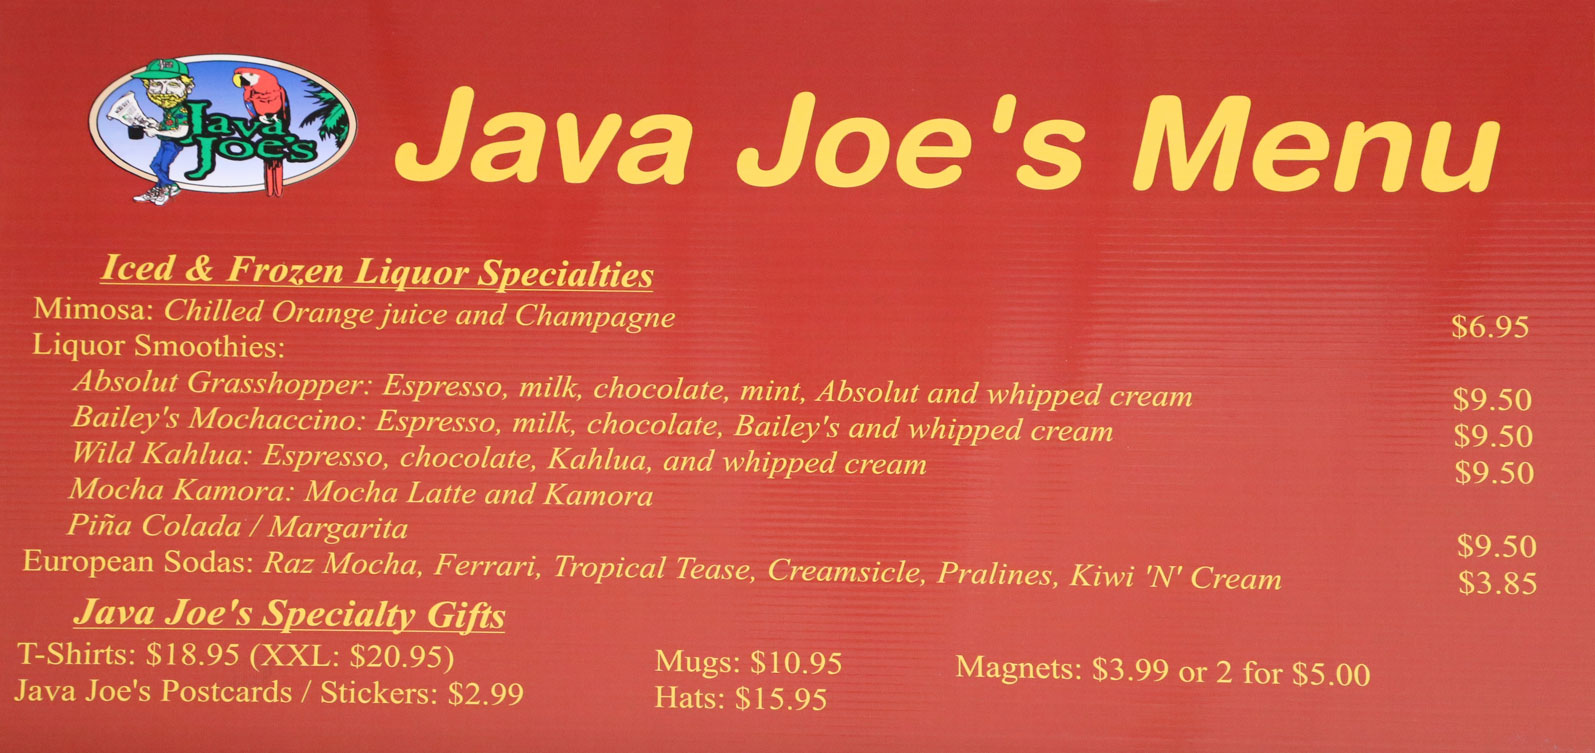 Java Joe's
Java Joe's Menu
Iced & Frozen Liquor Specialties
Mimosa: Chilled Orange juice and Champagne $6.95
Liquor Smoothies:
Absolut Grasshopper: Espresso, milk, chocolate, mint, Absolut and whipped cream $9.50
Bailey's Mochaccino: Espresso, milk, chocolate, Bailey's and whipped cream $9.50
Wild Kahlua: Espresso, chocolate, Kahlua, and whipped cream $9.50
Mocha Kamora: Mocha Latte and Kamora
Piña Colada / Margarita $9.50
European Sodas: Raz Mocha, Ferrari, Tropical Tease, Creamsicle, Pralines, Kiwi 'N' Cream $3.85
Java Joe's Specialty Gifts
T-Shirts: $18.95 (XXL: $20.95) Mugs: $10.95 Magnets: $3.99 or 2 for $5.00
Java Joe's Postcards / Stickers: $2.99 Hats: $15.95